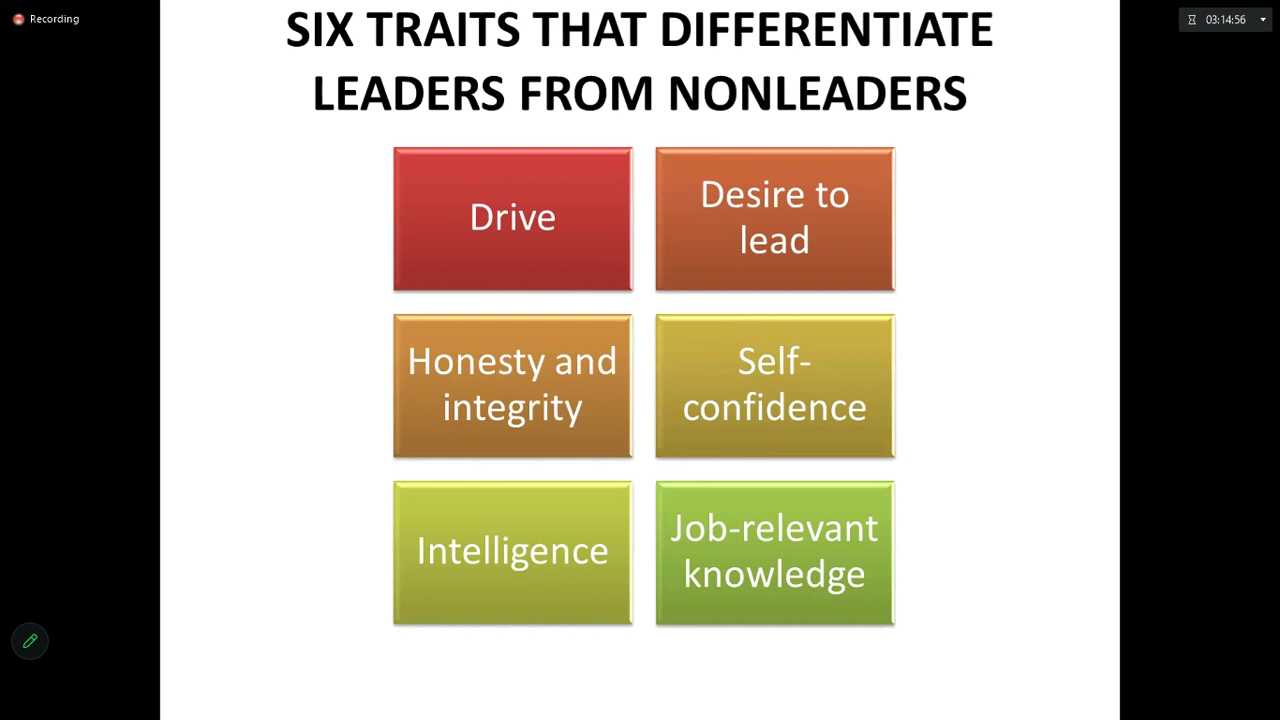 Recording
03:14:56
SIX TRAITS THAT DIFFERENTIATE
LEADERS FROM NONLEADERS
Drive
Desire to
lead
Honesty and
integrity
Self-
confidence
Intelligence
Job-relevant
knowledge